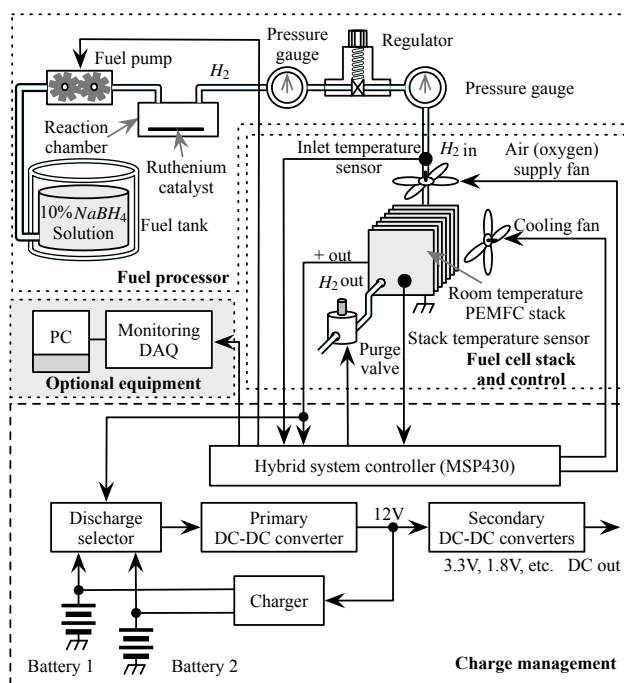 Pressure
gauge
Regulator
Fuel pump
H2
Pressure gauge
Reaction
chamber
Ruthenium
catalyst
Inlet temperature
sensor
H2 in
Air (oxygen)
supply fan
10% NaBH4
Solution
Fuel tank
Cooling fan
+ out
Fuel processor
H2 out
Room temperature
PEMFC stack
PC
Monitoring
DAQ
Purge
valve
Stack temperature sensor
Fuel cell stack
and control
Optional equipment
Hybrid system controller (MSP430)
Discharge
selector
Primary
DC-DC converter
12V
Secondary
DC-DC converters
3.3V, 1.8V, etc.
DC out
Charger
Battery 1
Battery 2
Charge management